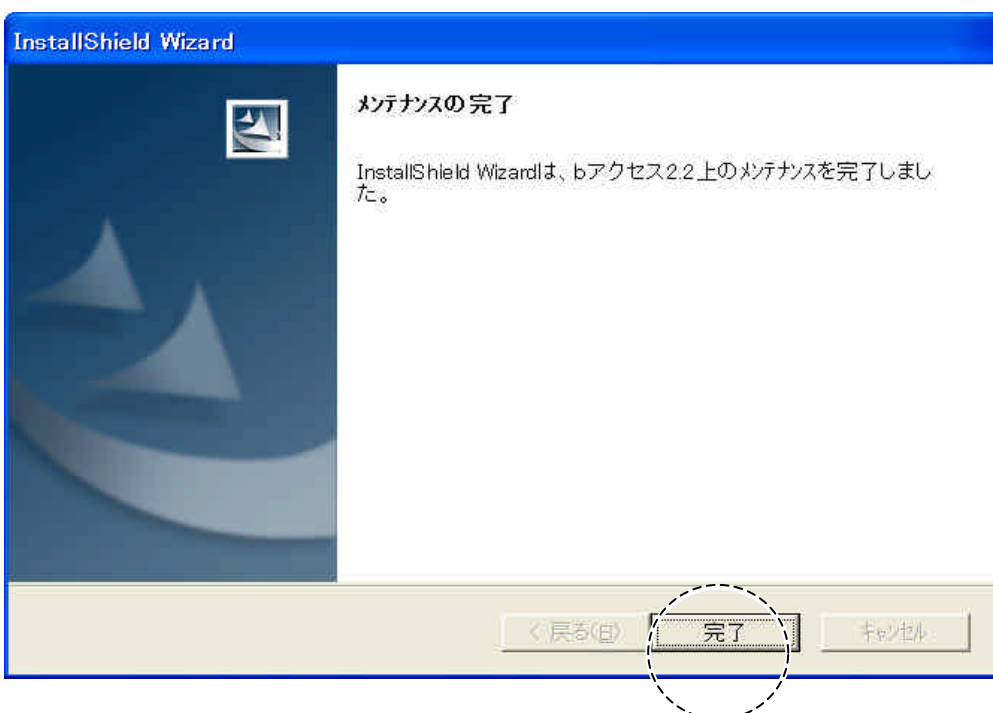 InstallShield Wizard
ﾒﾝﾃﾅﾝｽの完了
InstallShield Wizardは、bアクセス2.2上のﾒﾝﾃﾅﾝｽを完了しまし
た。
< 戻る(B)
完了
ｷｬﾝｾﾙ